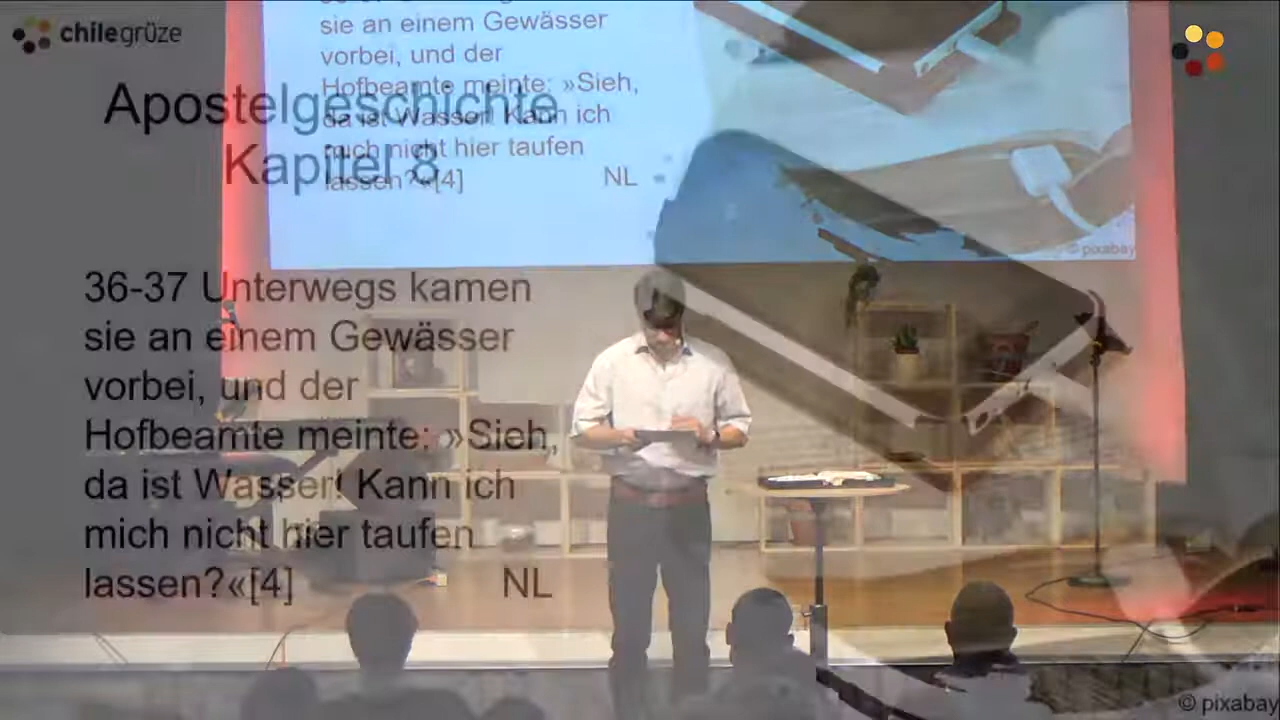 chilegrüze
sie an einem Gewässer
vorbei, und der
Hofbeamte meinte: »Sieh,
da ist Wasser! Kann ich
mich nicht hier taufen
lassen?«[4] NL
© pixabay
Apostelgeschichte
Kapitel 8
36-37 Unterwegs kamen
sie an einem Gewässer
vorbei, und der
Hofbeamte meinte: »Sieh,
da ist Wasser! Kann ich
mich nicht hier taufen
lassen?«[4] NL
© pixabay